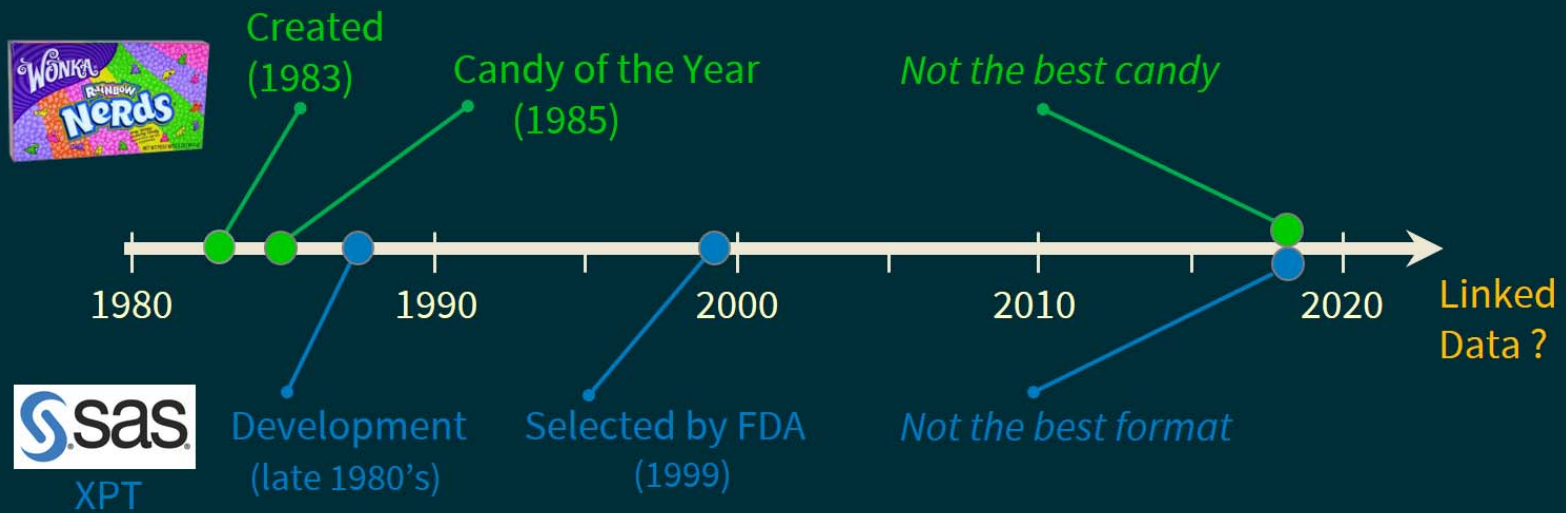 Created
(1983)
Candy of the Year
(1985)
Not the best candy
WONKA
RAINBOW
NeRds
1980
1990
2000
2010
2020
Linked
Data ?
sas
XPT
Development
(late 1980's)
Selected by FDA
(1999)
Not the best format